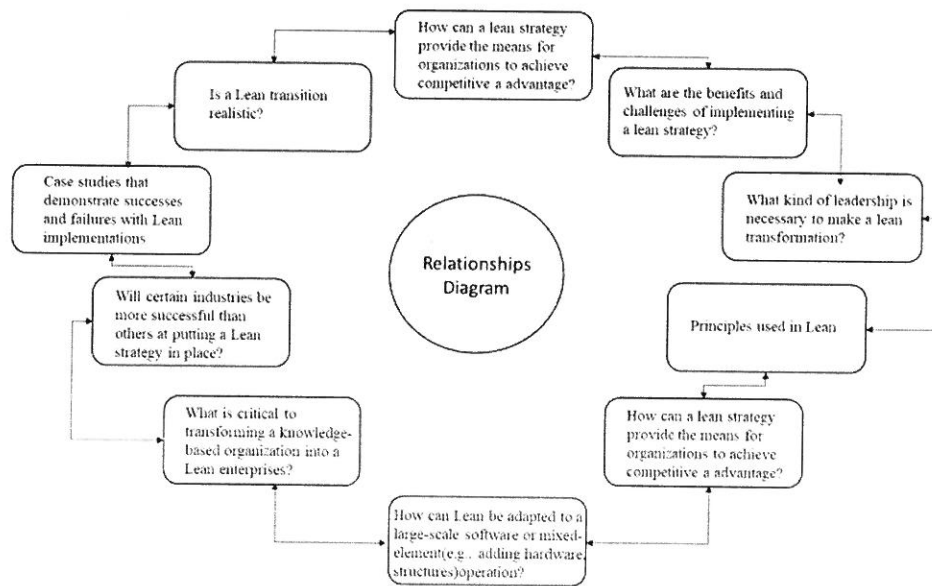 How can a lean strategy
provide the means for
organizations to achieve
competitive a advantage?
Is a Lean transition
realistic?
What are the benefits and
challenges of implementing
a lean strategy?
Case studies that
demonstrate successes
and failures with Lean
implementations
What kind of leadership is
necessary to make a lean
transformation?
Relationships
Diagram
Will certain industries be
more successful than
others at putting a Lean
strategy in place?
Principles used in Lean
What is critical to
transforming a knowledge-
based organization into a
Lean enterprises?
How can a lean strategy
provide the means for
organizations to achieve
competitive a advantage?
How can Lean be adapted to a
large-scale software or mixed-
element(e.g., adding hardware
structures)operation?